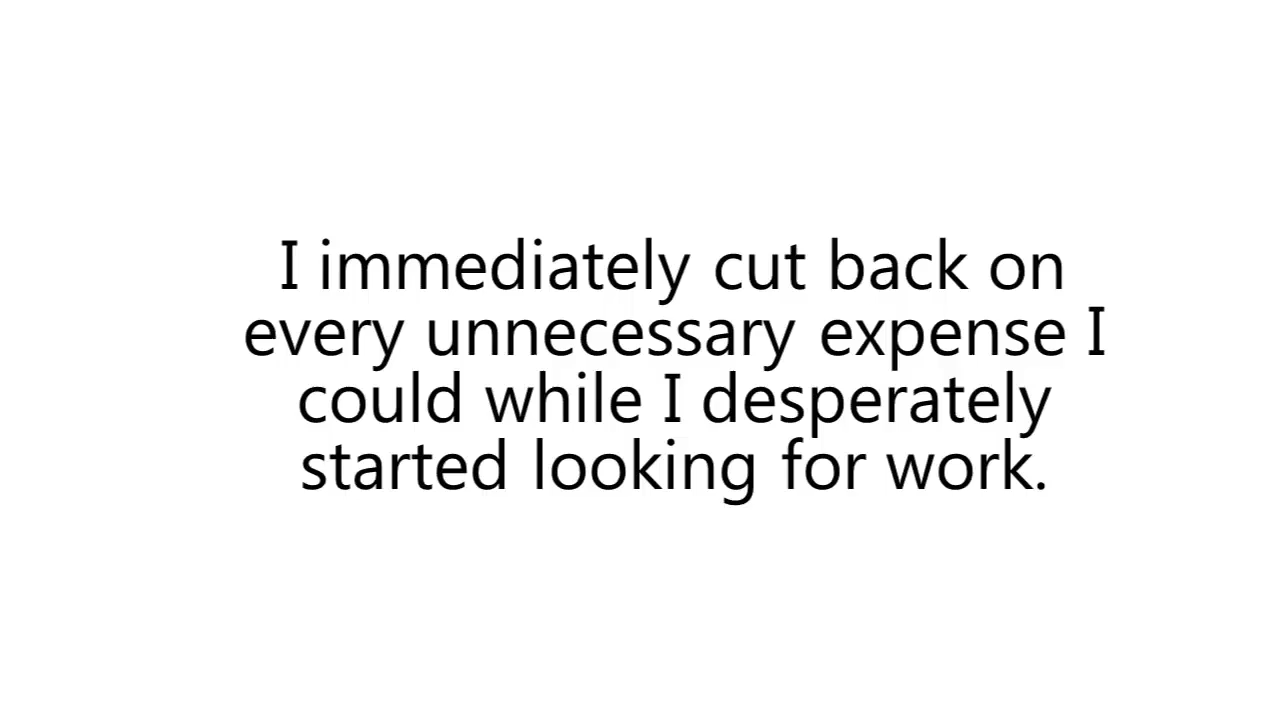 I immediately cut back on
every unnecessary expense I
could while I desperately
started looking for work.